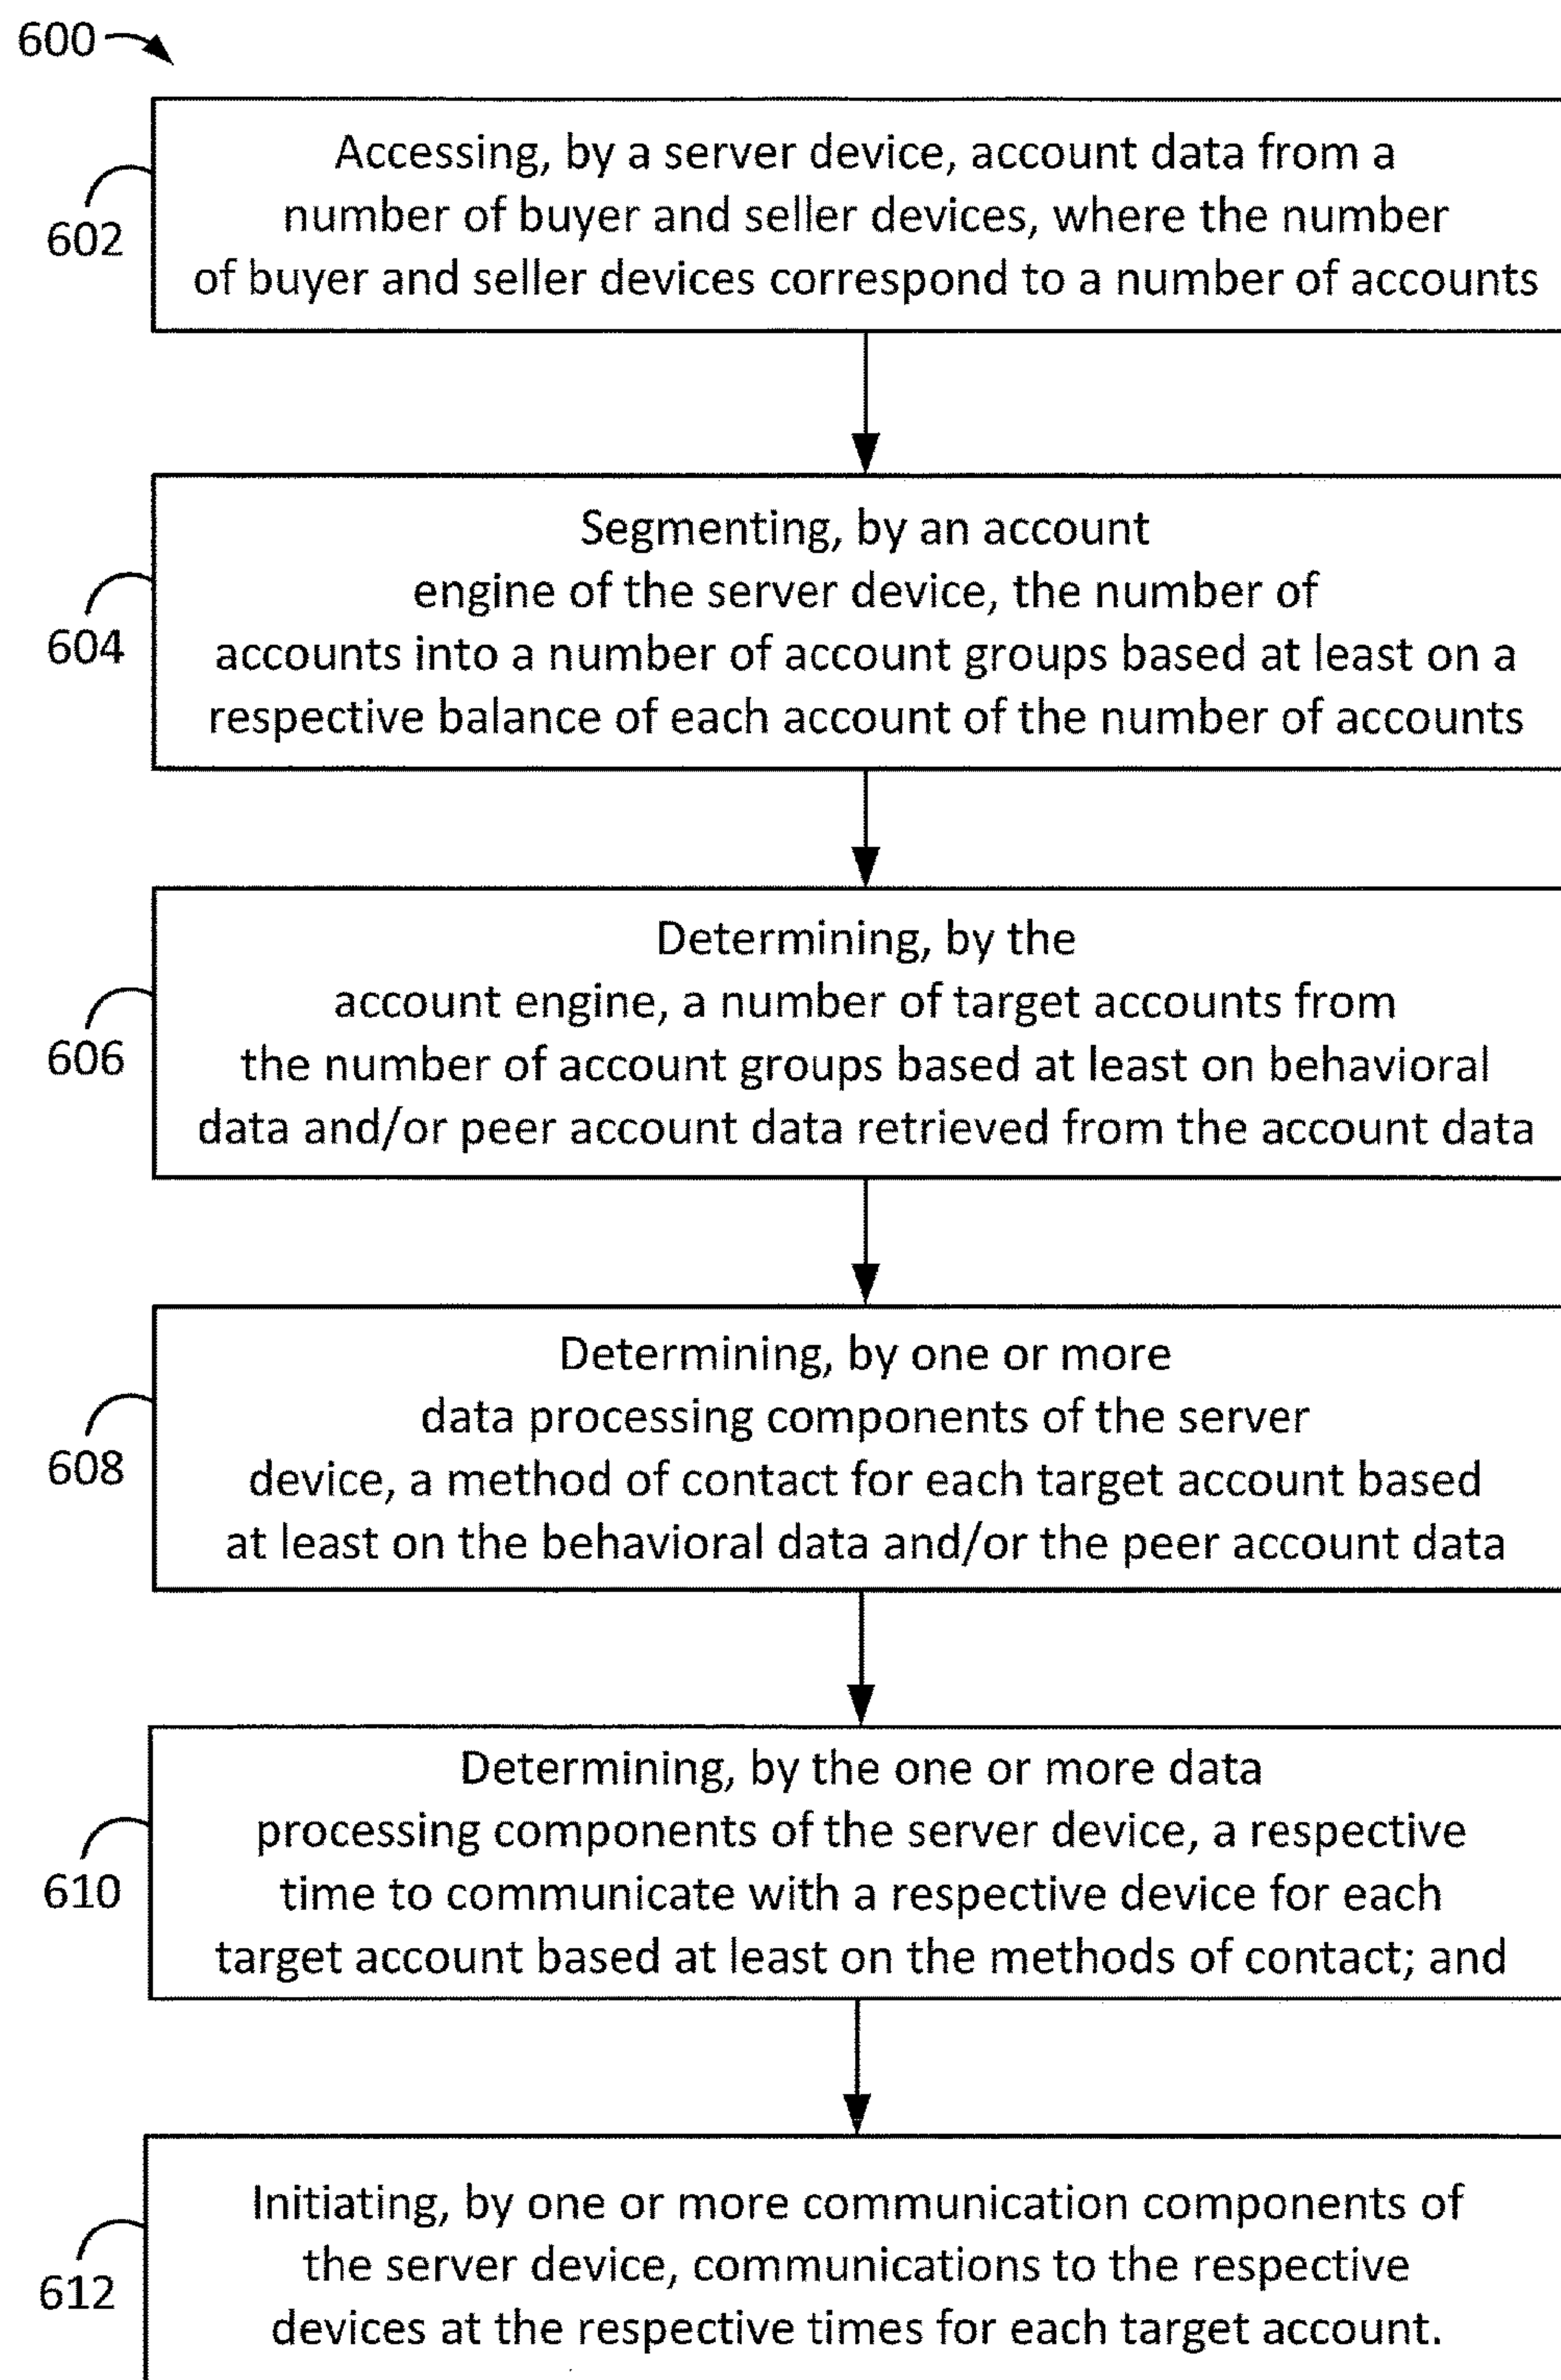 600
Accessing, by a server device, account data from a
number of buyer and seller devices, where the number
of buyer and seller devices correspond to a number of accounts
602
Segmenting, by an account
engine of the server device, the number of
accounts into a number of account groups based at least on a
respective balance of each account of the number of accounts
604
Determining, by the
account engine, a number of target accounts from
the number of account groups based at least on behavioral
data and/or peer account data retrieved from the account data
606
Determining, by one or more
data processing components of the server
device, a method of contact for each target account based
at least on the behavioral data and/or the peer account data
608
Determining, by the one or more data
processing components of the server device, a respective
time to communicate with a respective device for each
target account based at least on the methods of contact; and
610
Initiating, by one or more communication components of
the server device, communications to the respective
devices at the respective times for each target account.
612